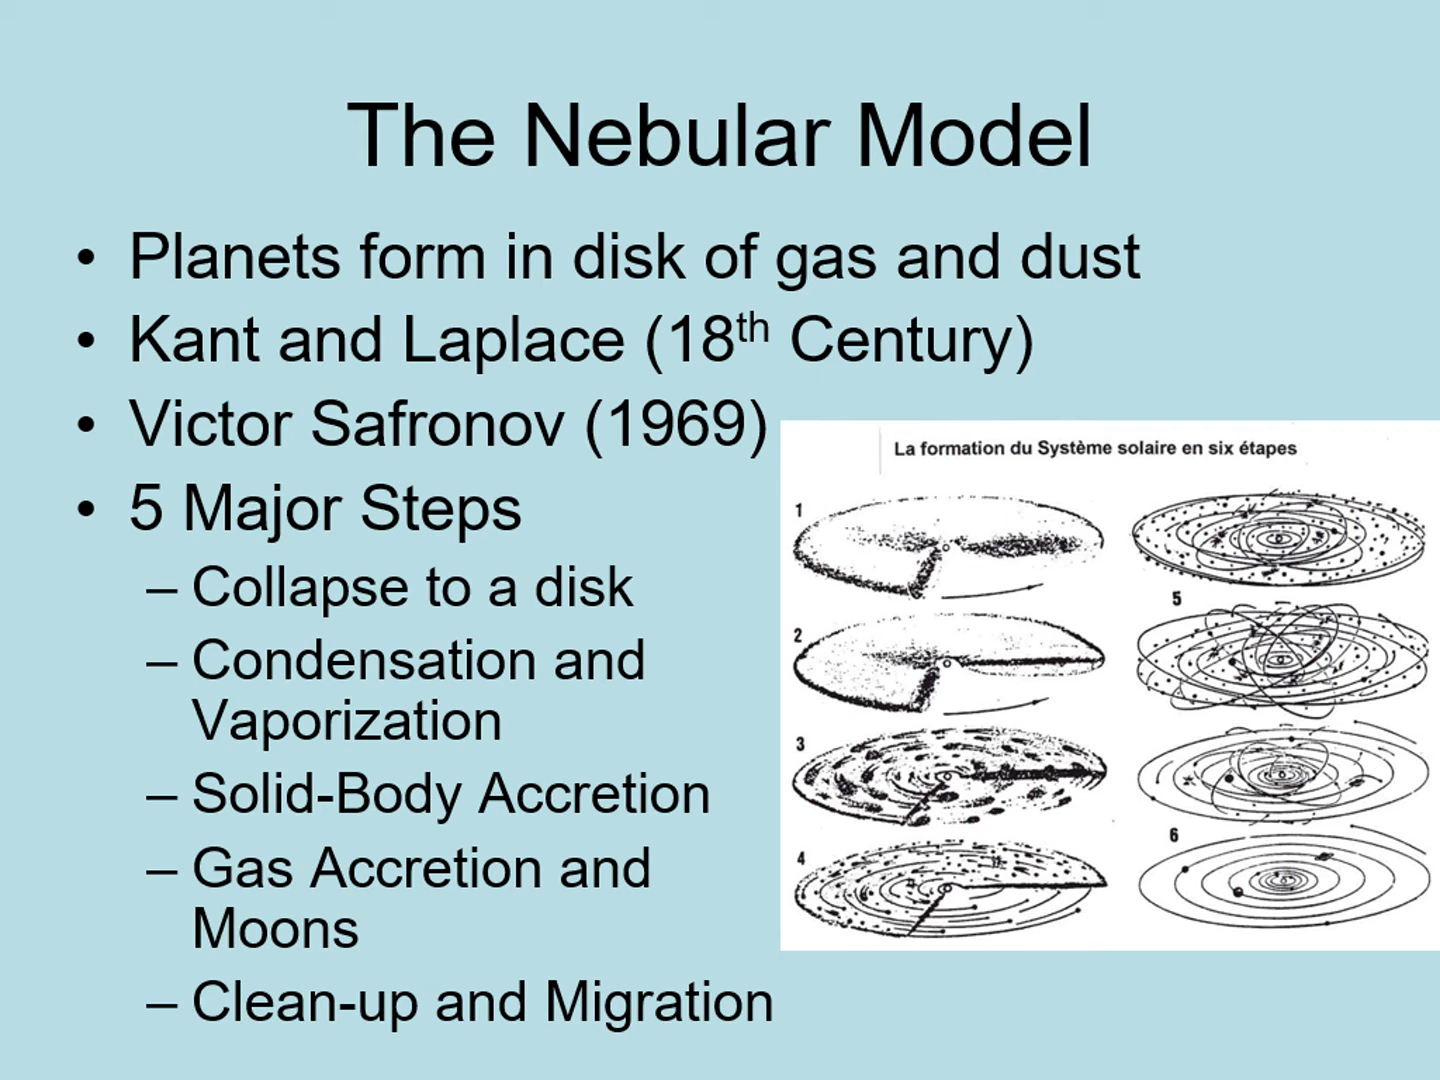 The Nebular Model
• Planets form in disk of gas and dust
• Kant and Laplace (18th Century)
• Victor Safronov (1969)
• 5 Major Steps
– Collapse to a disk
– Condensation and
Vaporization
– Solid-Body Accretion
– Gas Accretion and
Moons
– Clean-up and Migration
La formation du Système solaire en six étapes
1
2
3
4
5
6